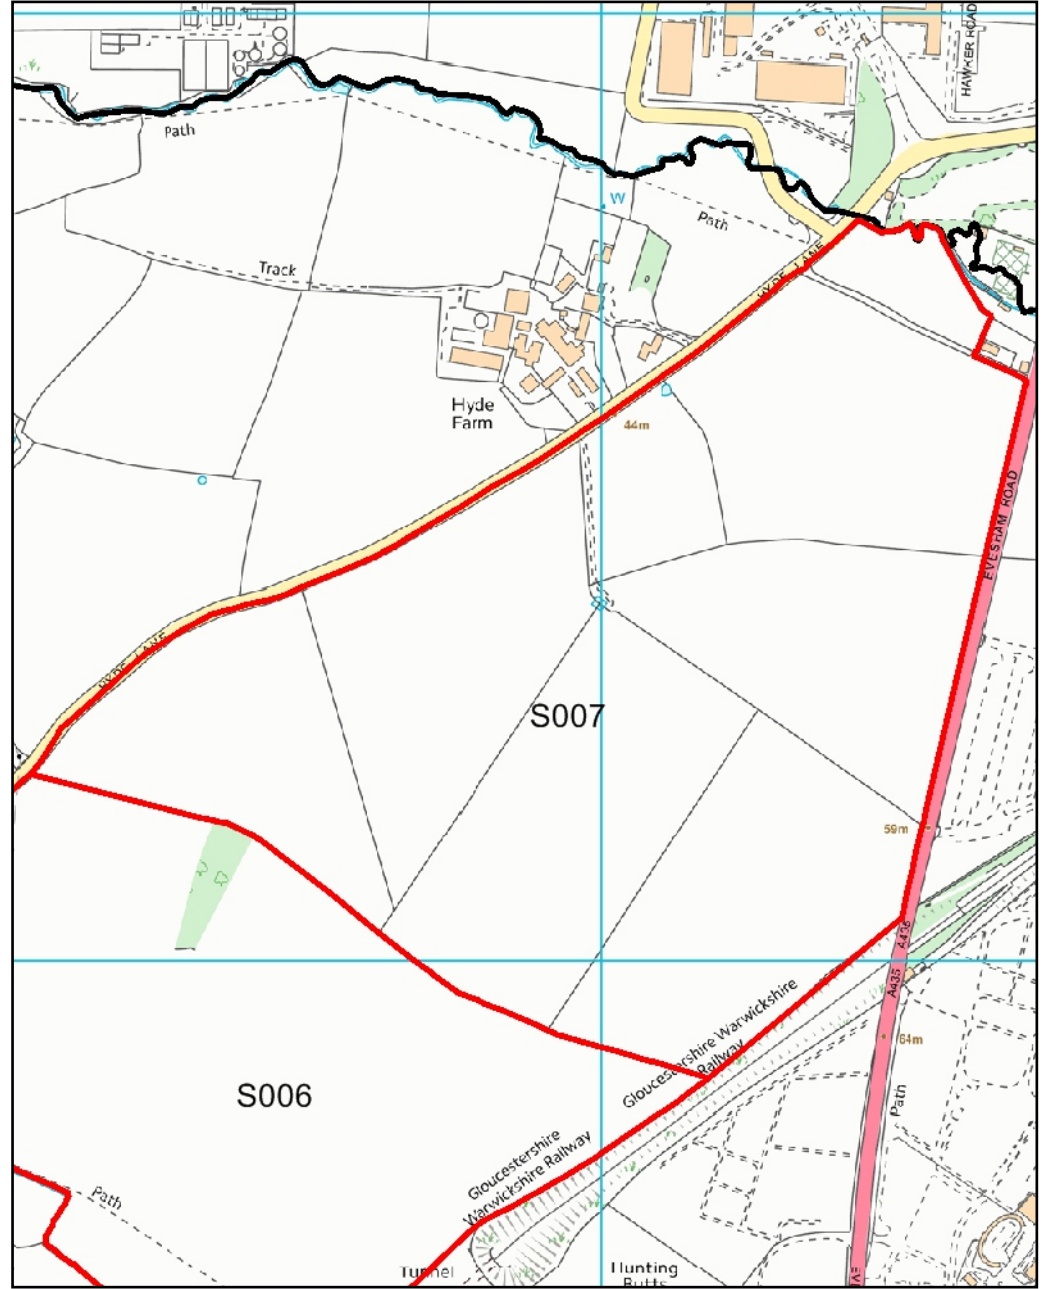 HAWKER ROAD
Path
W
Path
Track
HYDE LANE
Hyde
Farm
44m
EVESHAM ROAD
HYDE LANE
S007
59m
A435
A435
Gloucestershire Warwickshire
Railway
64m
S006
Path
Gloucestershire
Warwickshire Railway
Path
Tunnel
Hunting
Butts
EV